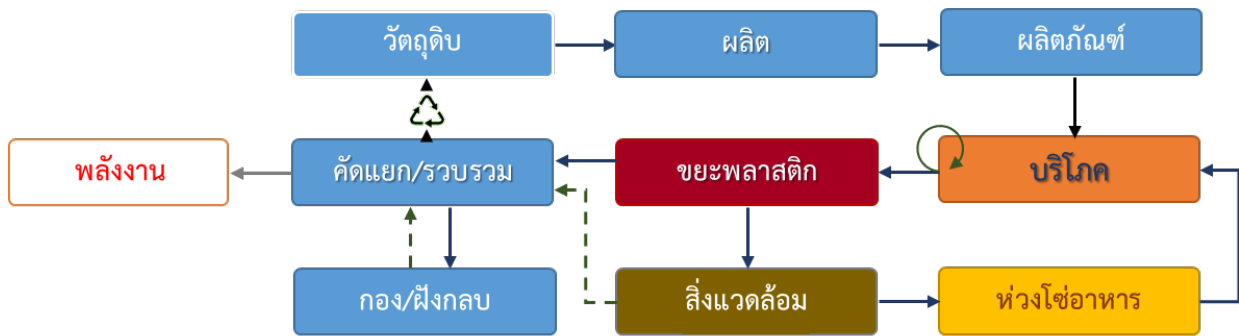 วัตถุดิบ
ผลิต
ผลิตภัณฑ์
พลังงาน
คัดแยก/รวบรวม
ขยะพลาสติก
บริโภค
กอง/ฝังกลบ
สิ่งแวดล้อม
ห่วงโซ่อาหาร